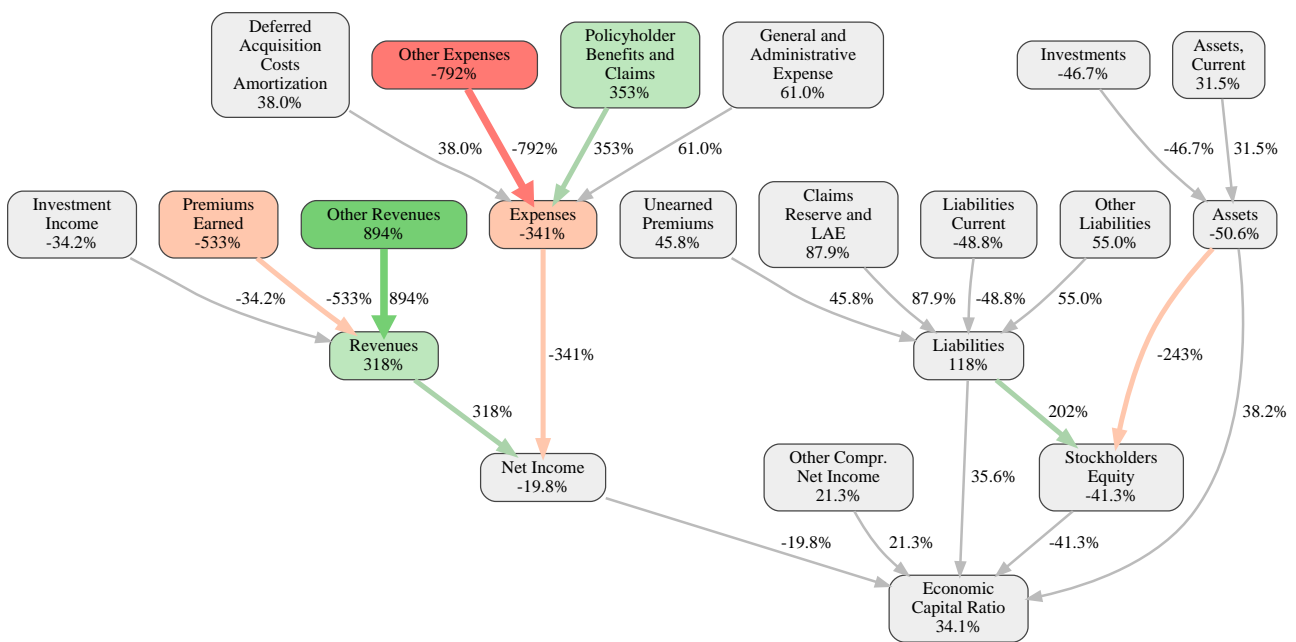 Deferred
Acquisition
Costs
Amortization
38.0%
Other Expenses
-792%
Policyholder
Benefits and
Claims
353%
General and
Administrative
Expense
61.0%
Investments
-46.7%
Assets,
Current
31.5%
38.0%
-792%
353%
61.0%
-46.7%
31.5%
Investment
Income
-34.2%
Premiums
Earned
-533%
Other Revenues
894%
Expenses
-341%
Unearned
Premiums
45.8%
Claims
Reserve and
LAE
87.9%
Liabilities
Current
-48.8%
Other
Liabilities
55.0%
Assets
-50.6%
-34.2%
-533%
894%
45.8%
87.9%
-48.8%
55.0%
Revenues
318%
-341%
Liabilities
118%
-243%
318%
202%
38.2%
Net Income
-19.8%
Other Compr.
Net Income
21.3%
35.6%
Stockholders
Equity
-41.3%
-19.8%
21.3%
-41.3%
Economic
Capital Ratio
34.1%